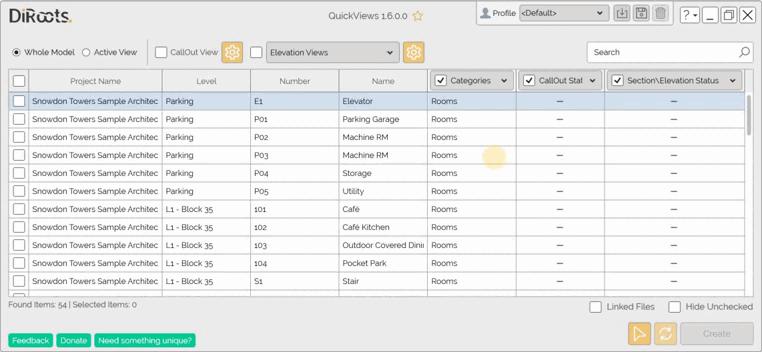 DiRoots.
QuickViews 1.6.0.0
Profile <Default>
?
Whole Model Active View CallOut View Elevation Views Search
Project Name Level Number Name Categories CallOut Stat Section\Elevation Status
Snowdon Towers Sample Architec Parking E1 Elevator Rooms — —
Snowdon Towers Sample Architec Parking P01 Parking Garage Rooms — —
Snowdon Towers Sample Architec Parking P02 Machine RM Rooms — —
Snowdon Towers Sample Architec Parking P03 Machine RM Rooms — —
Snowdon Towers Sample Architec Parking P04 Storage Rooms — —
Snowdon Towers Sample Architec Parking P05 Utility Rooms — —
Snowdon Towers Sample Architec L1 - Block 35 101 Café Rooms — —
Snowdon Towers Sample Architec L1 - Block 35 102 Café Kitchen Rooms — —
Snowdon Towers Sample Architec L1 - Block 35 103 Outdoor Covered Dini Rooms — —
Snowdon Towers Sample Architec L1 - Block 35 104 Pocket Park Rooms — —
Snowdon Towers Sample Architec L1 - Block 35 S1 Stair Rooms — —
Found Items: 54 | Selected Items: 0
Linked Files Hide Unchecked
Feedback Donate Need something unique? Create